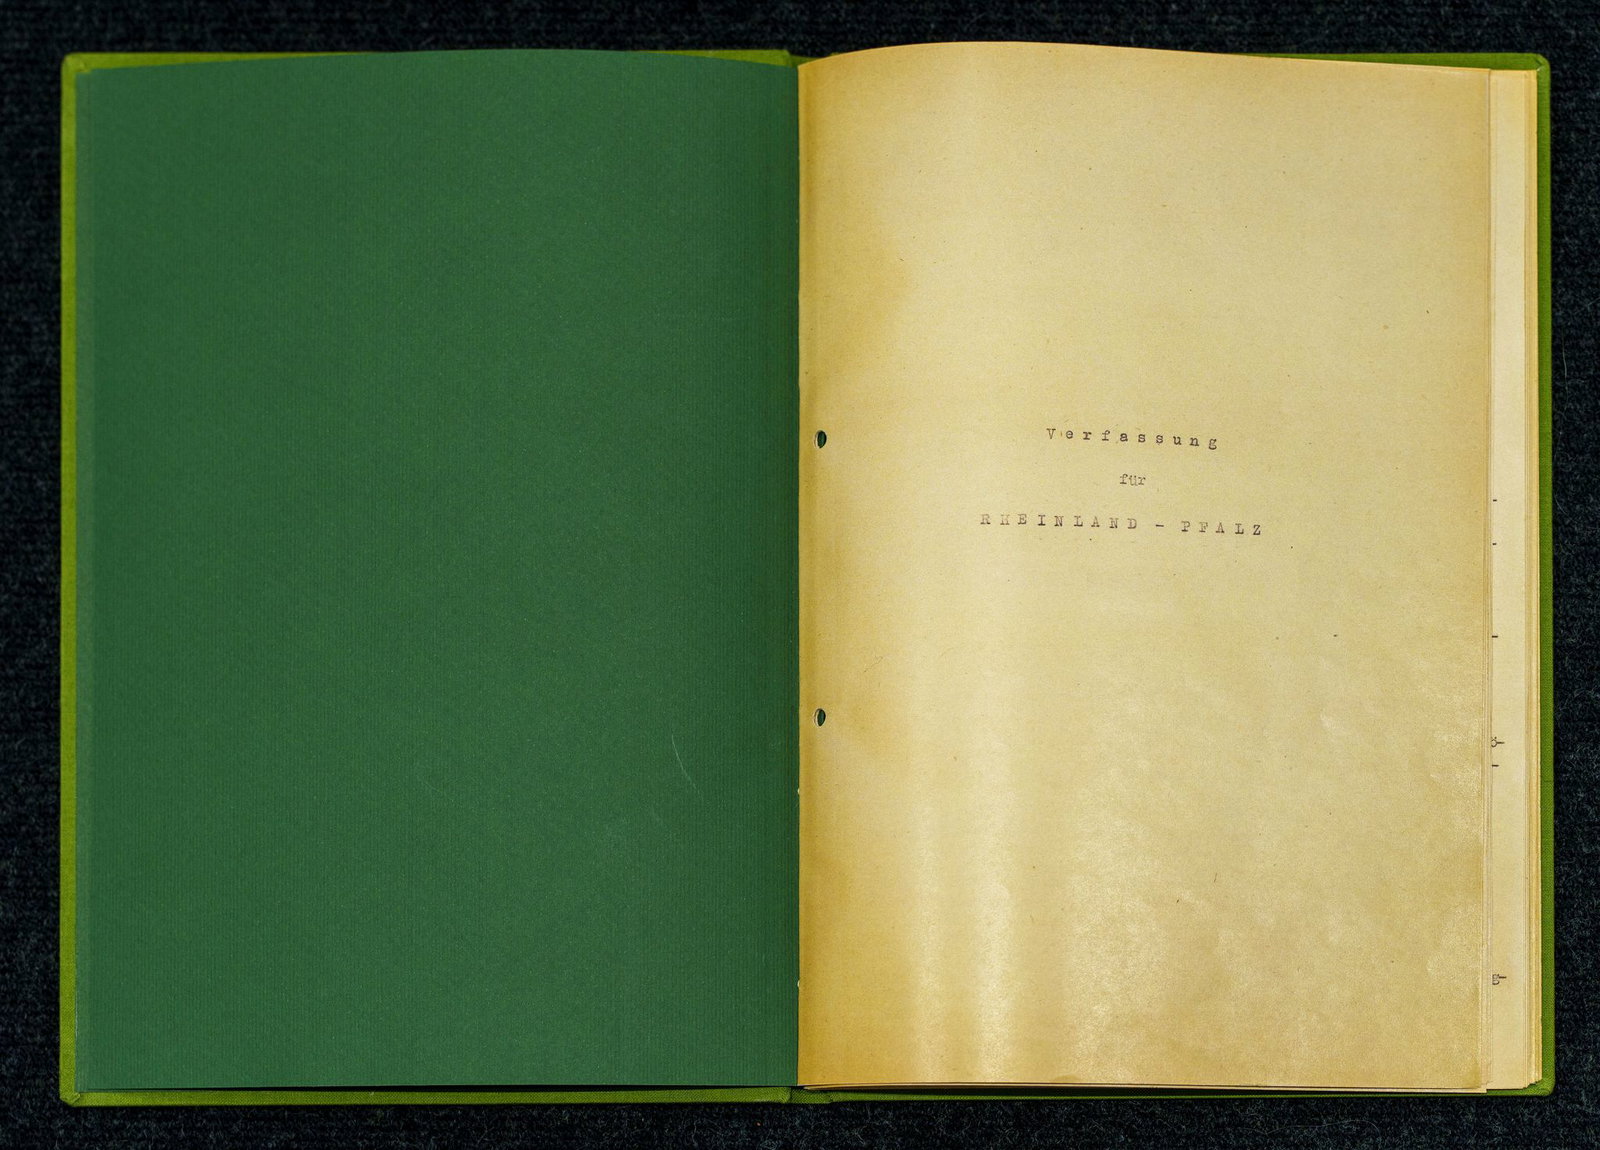 Verfassung
für
RHEINLAND - PFALZ